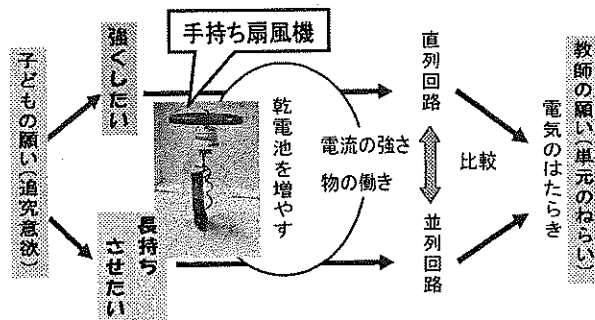 手持ち扇風機
子どもの願い(追究意欲)
強くしたい
長持ち
させたい
乾電池を増やす
電流の強さ
物の働き
直列回路
比較
並列回路
電気のはたらき
教師の願い(単元のねらい)